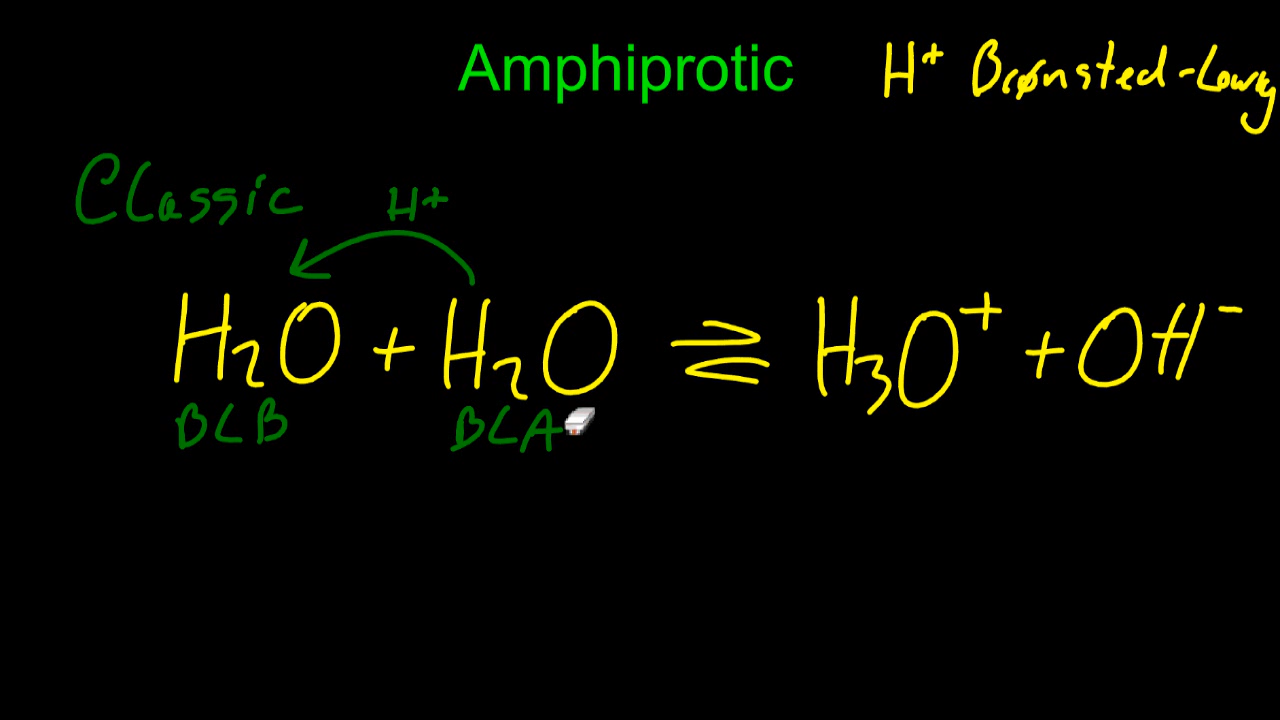 Amphiprotic H⁺ Brønsted-Lowry
Classic H+
H₂O + H₂O ⇌ H₃O⁺ + OH⁻
BLB BLA